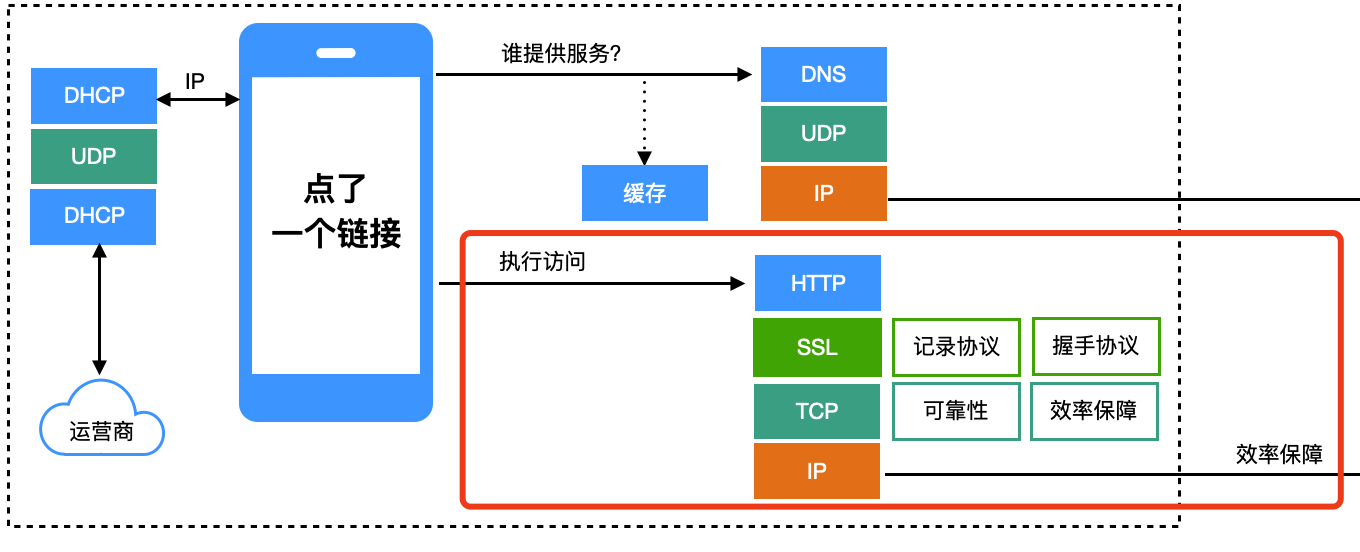 DHCP
UDP
DHCP
运营商
IP
点了
一个链接
谁提供服务?
缓存
DNS
UDP
IP
执行访问
HTTP
SSL
记录协议
握手协议
TCP
可靠性
效率保障
IP
效率保障